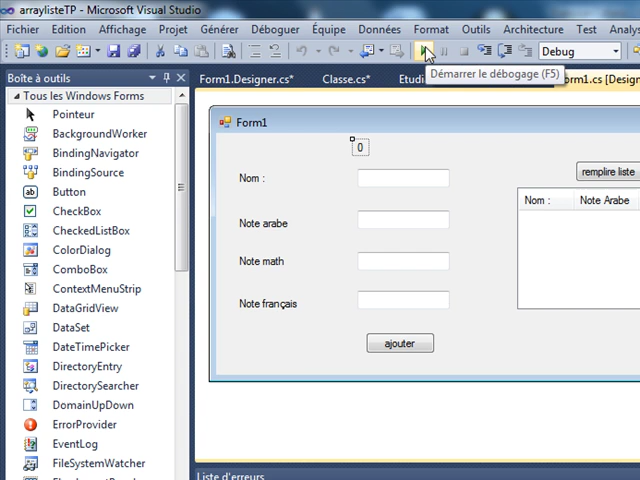 arraylisteTP - Microsoft Visual Studio
Fichier Edition Affichage Projet Générer Déboguer Équipe Données Format Outils Architecture Test Analy
Debug
Boîte à outils
Form1.Designer.cs* Classe.cs* Etudi orm1.cs [Design
Démarrer le débogage (F5)
Tous les Windows Forms
Pointeur
BackgroundWorker
BindingNavigator
BindingSource
Button
CheckBox
CheckedListBox
ColorDialog
ComboBox
ContextMenuStrip
DataGridView
DataSet
DateTimePicker
DirectoryEntry
DirectorySearcher
DomainUpDown
ErrorProvider
EventLog
FileSystemWatcher
Form1
0
Nom :
Note arabe
Note math
Note français
ajouter
remplire liste
Nom : Note Arabe
Liste d'erreurs